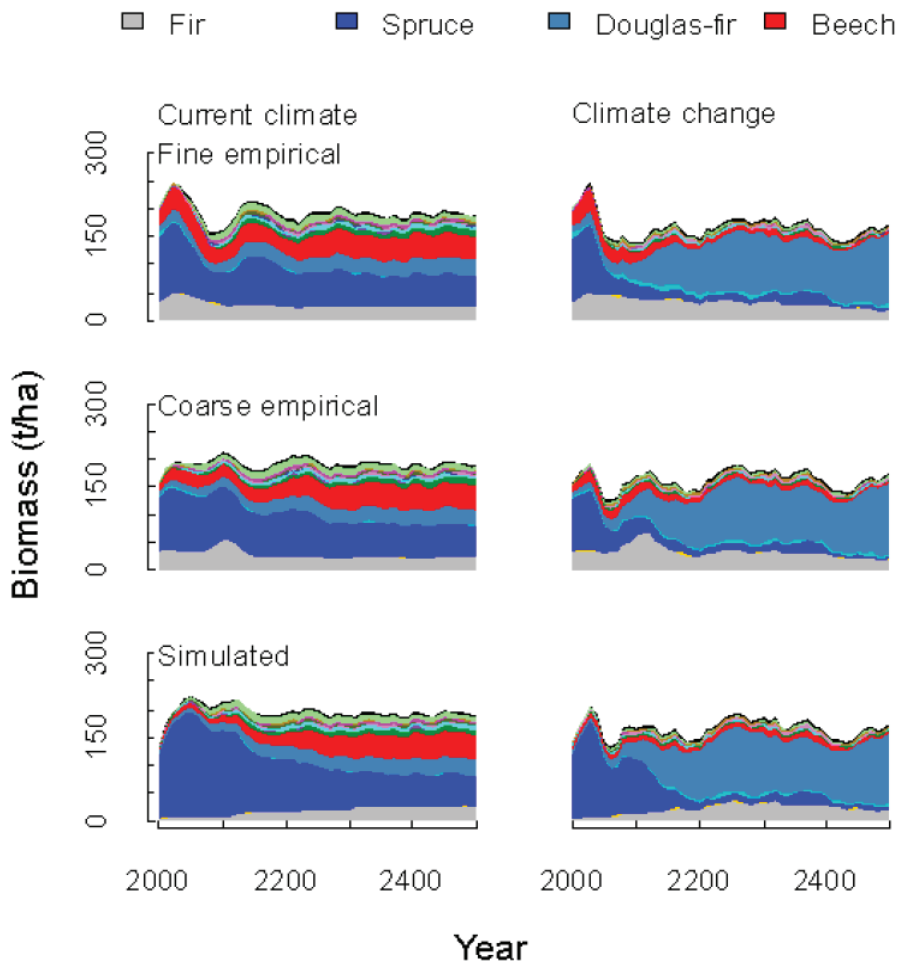 Fir Spruce Douglas-fir Beech
Current climate Climate change
Fine empirical
300
150
0
Coarse empirical
300
150
0
Simulated
300
150
0
Biomass (t/ha)
2000 2200 2400 2000 2200 2400
Year